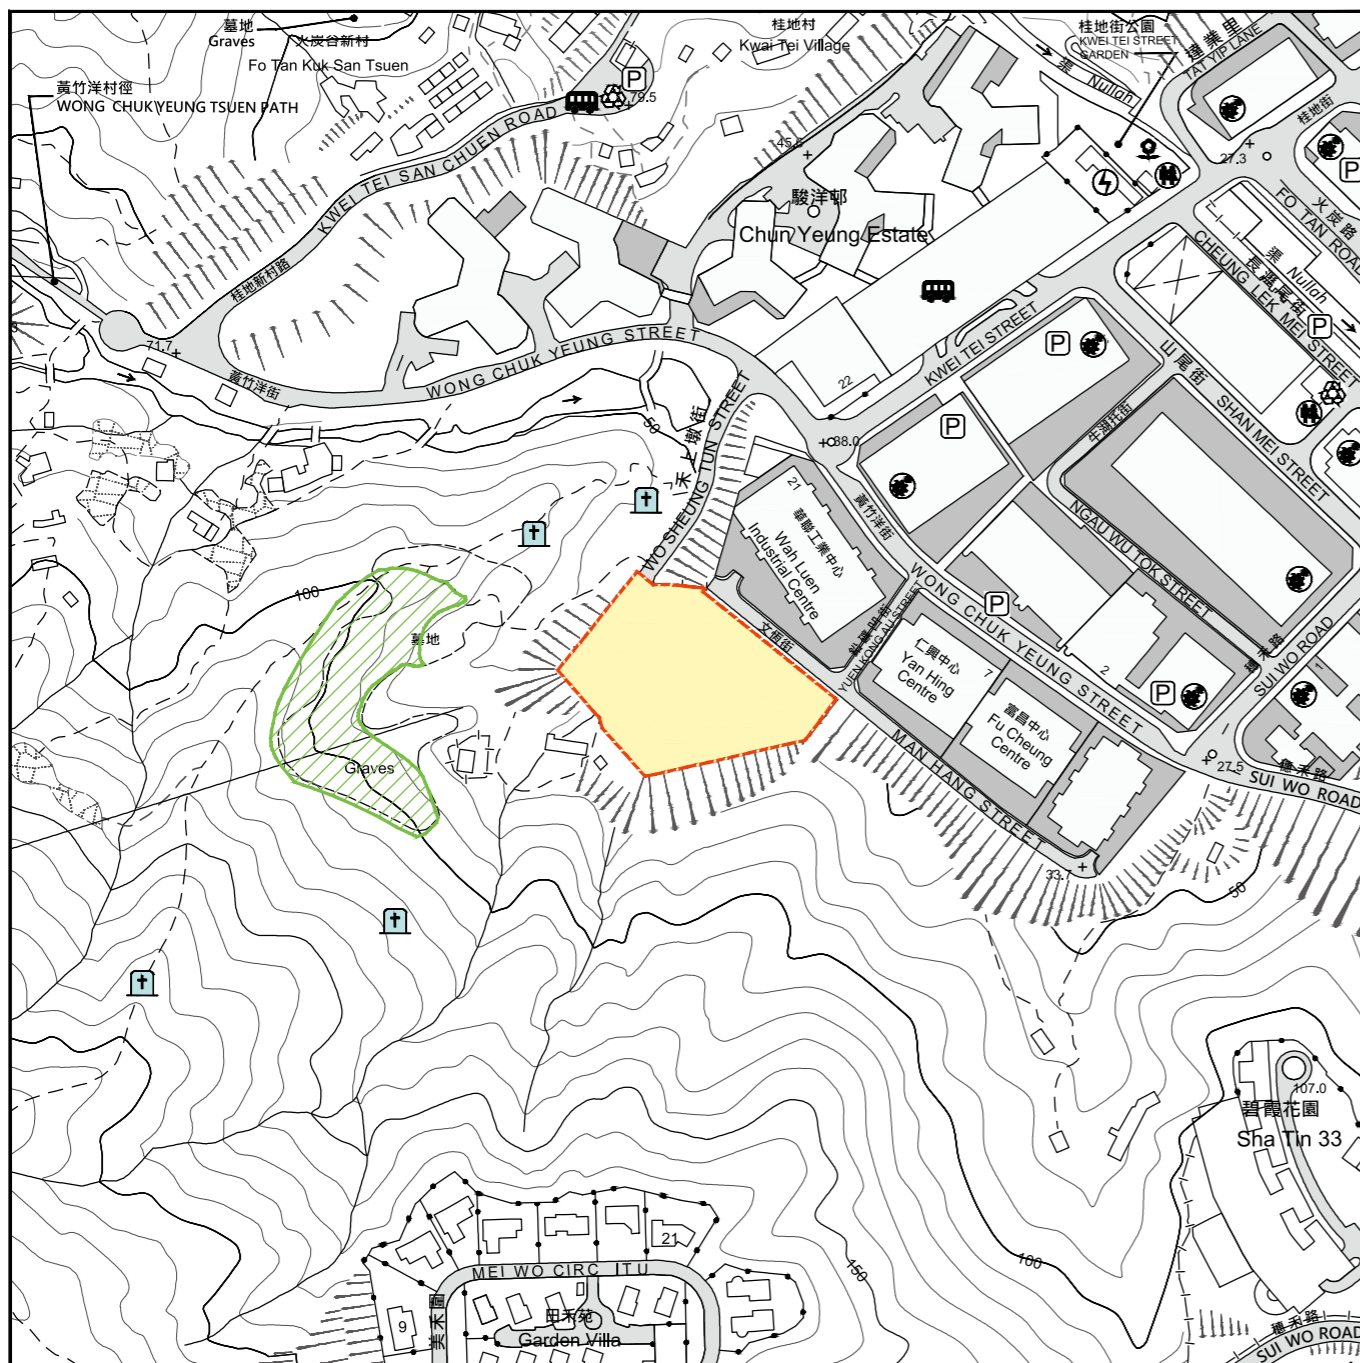 墓地
Graves
火炭谷新村
Fo Tan Kuk San Tsuen
黃竹洋村徑
WONG CHUK YEUNG TSUEN PATH
桂地村
Kwai Tei Village
桂地街公園
KWEI TEI STREET
GARDEN
達業里
TAT YIP LANE
渠 Nullah
桂地街
P
79.5
45.8
27.3
P
火炭路
FO TAN ROAD
KWEI TEI SAN CHUEN ROAD
桂地新村路
駿洋邨
Chun Yeung Estate
長瀝尾街
CHEUNG LEK MEI STREET
渠 Nullah
P
71.7
黃竹洋街
WONG CHUK YEUNG STREET
22
KWEI TEI STREET
P
山尾街
SHAN MEI STREET
牛湖托街
NGAU WU TOK STREET
50
禾上墩街
WO SHEUNG TUN STREET
38.0
P
21
華聯工業中心
Wah Luen
Industrial Centre
黃竹洋街
WONG CHUK YEUNG STREET
P
2
P
穗禾路
SUI WO ROAD
1
100
墓地
Graves
文恆街
MAN HANG STREET
YUEN KONG AU STREET
仁興中心
Yan Hing
Centre
7
富昌中心
Fu Cheung
Centre
27.5
穗禾路
SUI WO ROAD
33.7
50
107.0
碧霞花園
Sha Tin 33
21
MEI WO CIRCUIT
美禾圍
9
田禾苑
Garden Villa
150
100
穗禾路
SUI WO ROAD